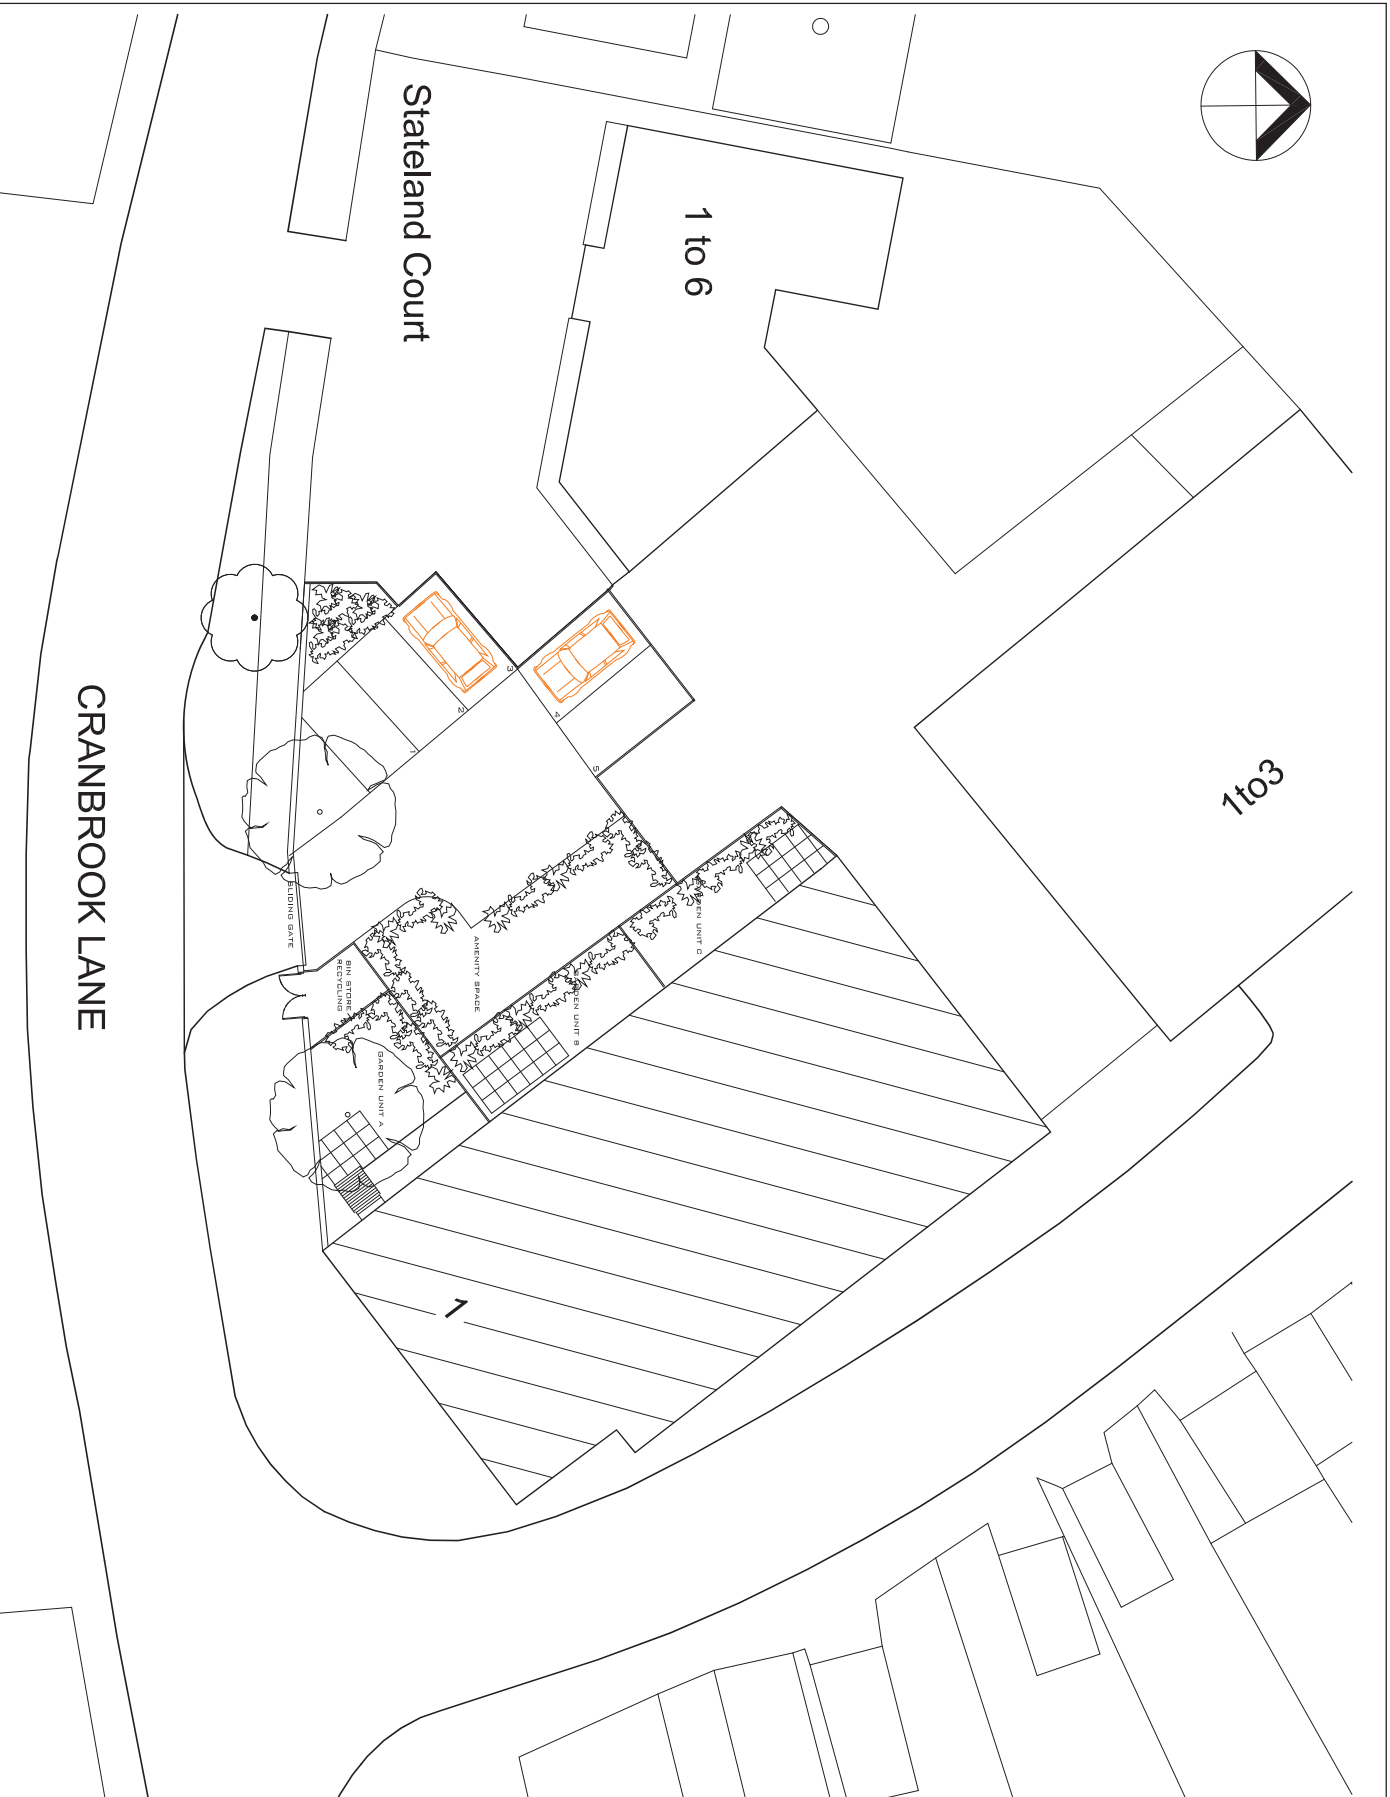 Stateland Court
1 to 6
1to3
CRANBROOK LANE
3
4
2
1
5
SLIDING GATE
BIN STORE
RECYCLING
AMENITY SPACE
UNIT C
UNIT B
GARDEN UNIT A
1